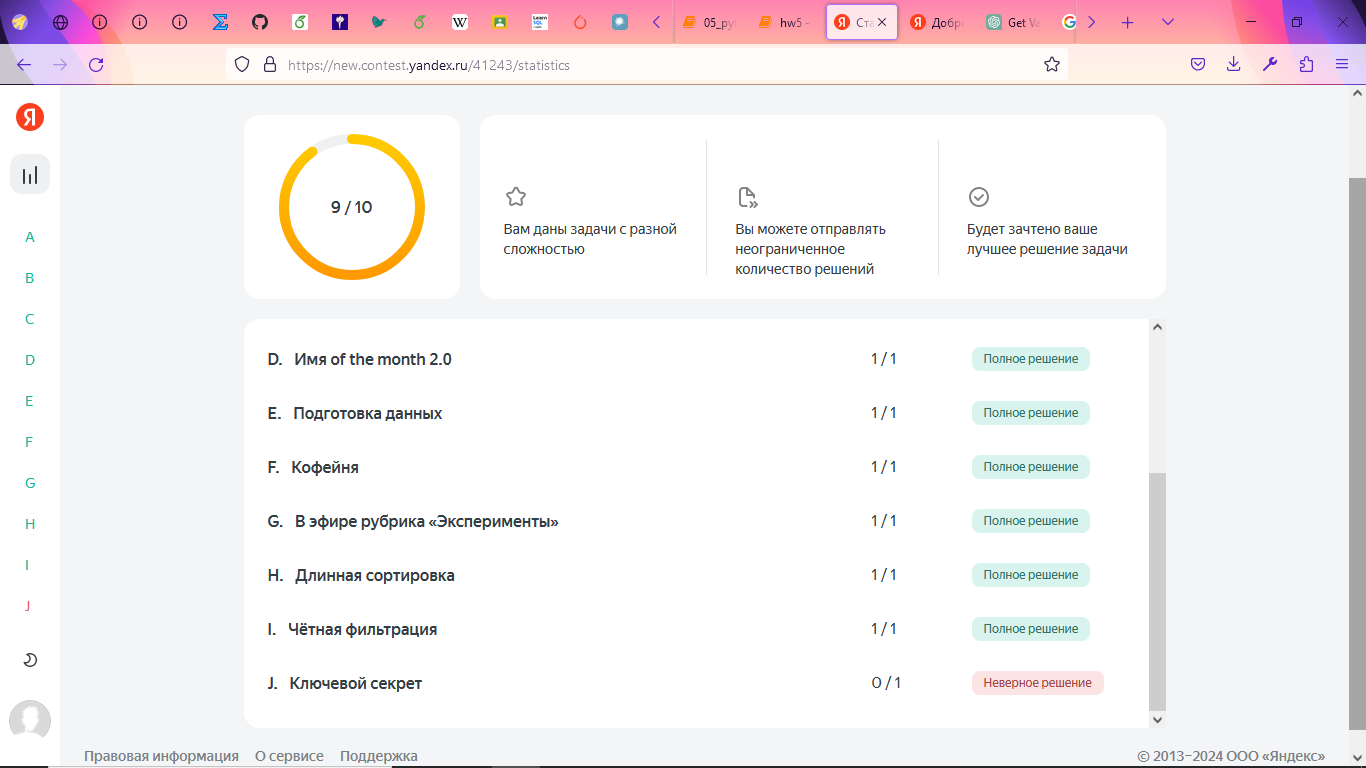 05_py
hw5 -
Ста
Добр
Get Va
https://new.contest.yandex.ru/41243/statistics
Я
A
B
C
D
E
F
G
H
I
J
9 / 10
Вам даны задачи с разной
сложностью
Вы можете отправлять
неограниченное
количество решений
Будет зачтено ваше
лучшее решение задачи
D. Имя of the month 2.0 1 / 1 Полное решение
E. Подготовка данных 1 / 1 Полное решение
F. Кофейня 1 / 1 Полное решение
G. В эфире рубрика «Эксперименты» 1 / 1 Полное решение
H. Длинная сортировка 1 / 1 Полное решение
I. Чётная фильтрация 1 / 1 Полное решение
J. Ключевой секрет 0 / 1 Неверное решение
Правовая информация О сервисе Поддержка © 2013–2024 ООО «Яндекс»